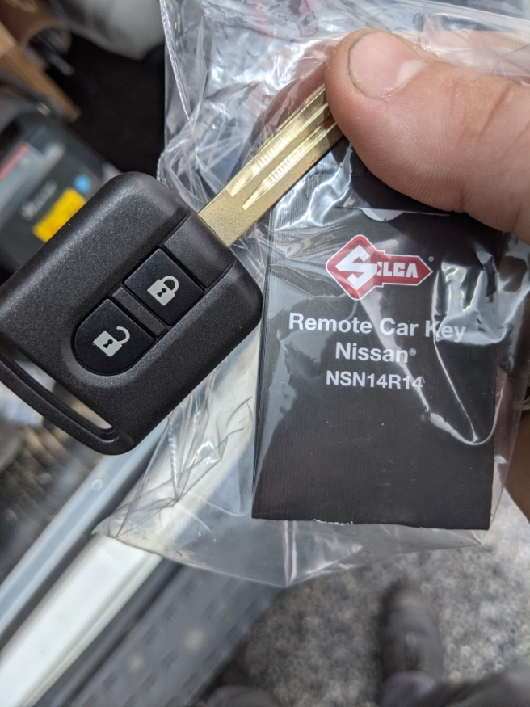 SILCA
Remote Car Key
Nissan®
NSN14R14